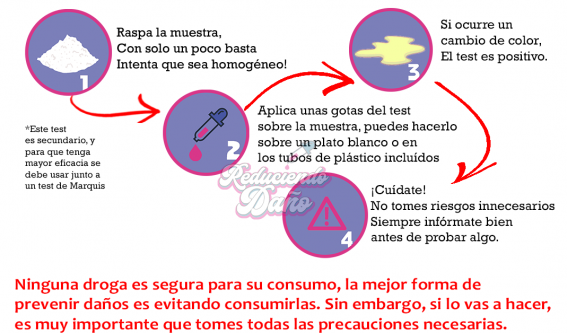 Raspa la muestra,
Con solo un poco basta
Intenta que sea homogéneo!
1
Si ocurre un
cambio de color,
El test es positivo.
3
*Este test
es secundario, y
para que tenga
mayor eficacia se
debe usar junto a
un test de Marquis
2
Aplica unas gotas del test
sobre la muestra, puedes hacerlo
sobre un plato blanco o en
los tubos de plástico incluídos
Reduciendo
Daño
¡Cuídate!
No tomes riesgos innecesarios
Siempre infórmate bien
antes de probar algo.
4
Ninguna droga es segura para su consumo, la mejor forma de
prevenir daños es evitando consumirlas. Sin embargo, si lo vas a hacer,
es muy importante que tomes todas las precauciones necesarias.